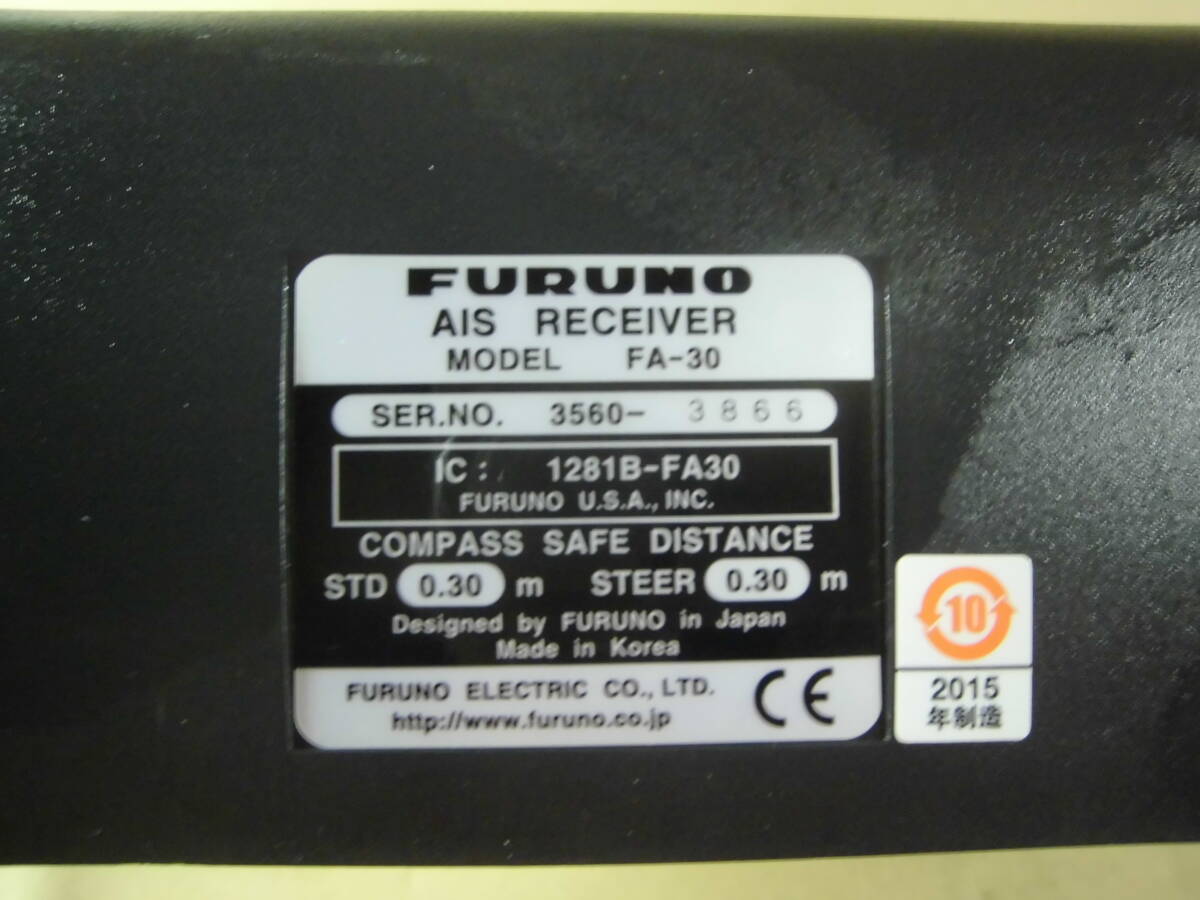 FURUNO
AIS RECEIVER
MODEL FA-30
SER.NO. 3560- 3866
IC: 1281B-FA30
FURUNO U.S.A., INC.
COMPASS SAFE DISTANCE
STD 0.30 m STEER 0.30 m
Designed by FURUNO in Japan
Made in Korea
FURUNO ELECTRIC CO., LTD.
http://www.furuno.co.jp
CE
10
2015
年制造